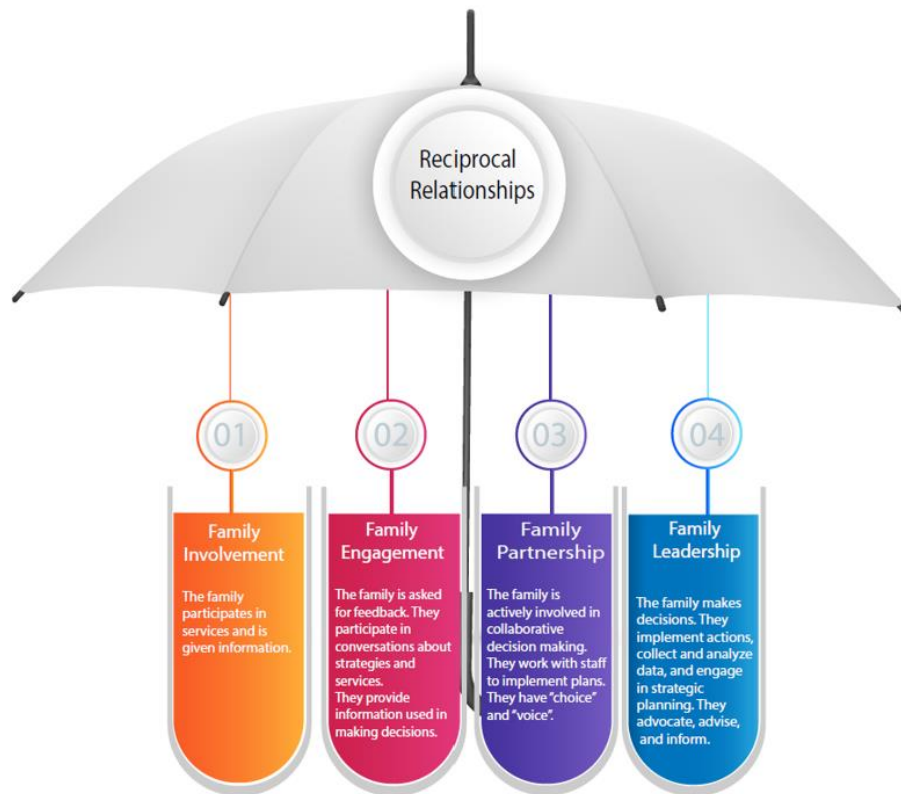 Reciprocal
Relationships
01
Family
Involvement
The family
participates in
services and is
given information.
02
Family
Engagement
The family is asked
for feedback. They
participate in
conversations about
strategies and
services.
They provide
information used in
making decisions.
03
Family
Partnership
The family is
actively involved in
collaborative
decision making.
They work with staff
to implement plans.
They have “choice”
and “voice”.
04
Family
Leadership
The family makes
decisions. They
implement actions,
collect and analyze
data, and engage
in strategic
planning. They
advocate, advise,
and inform.